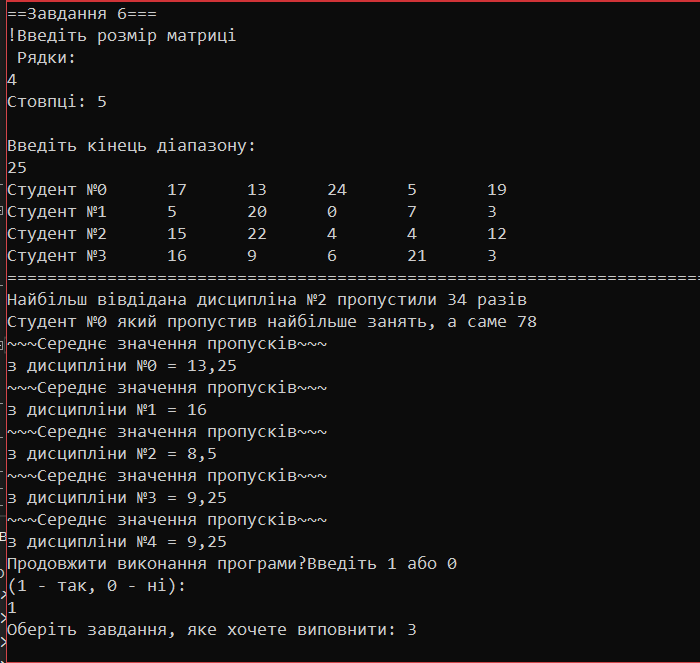 ==Завдання 6===
!Введіть розмір матриці
Рядки:
4
Стовпці: 5
Введіть кінець діапазону:
25
Студент №0 17 13 24 5 19
Студент №1 5 20 0 7 3
Студент №2 15 22 4 4 12
Студент №3 16 9 6 21 3
======================================================================
Найбільш вівдідана дисципліна №2 пропустили 34 разів
Студент №0 який пропустив найбільше занять, а саме 78
~~~Середнє значення пропусків~~~
з дисципліни №0 = 13,25
~~~Середнє значення пропусків~~~
з дисципліни №1 = 16
~~~Середнє значення пропусків~~~
з дисципліни №2 = 8,5
~~~Середнє значення пропусків~~~
з дисципліни №3 = 9,25
~~~Середнє значення пропусків~~~
з дисципліни №4 = 9,25
Продовжити виконання програми?Введіть 1 або 0
(1 - так, 0 - ні):
1
Оберіть завдання, яке хочете виповнити: 3